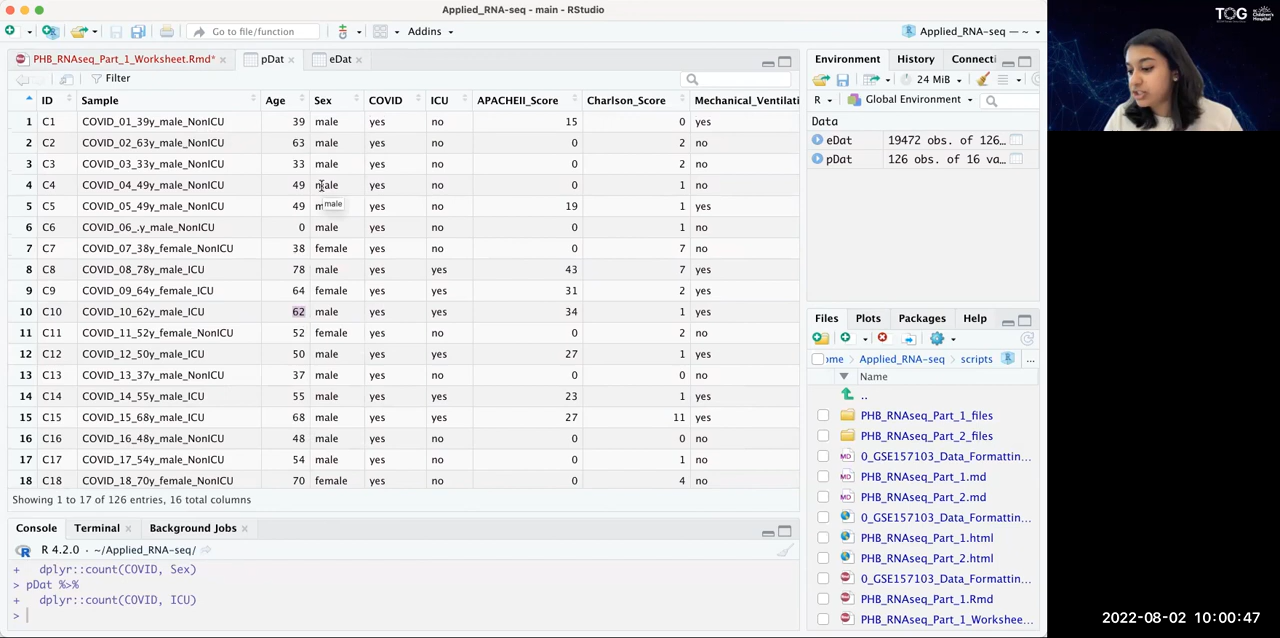 Applied_RNA-seq - main - RStudio
Go to file/function
Addins
Applied_RNA-seq — ~
PHB_RNAseq_Part_1_Worksheet.Rmd*
pDat
eDat
Filter
ID Sample Age Sex COVID ICU APACHEII_Score Charlson_Score Mechanical_Ventilati
1 C1 COVID_01_39y_male_NonICU 39 male yes no 15 0 yes
2 C2 COVID_02_63y_male_NonICU 63 male yes no 0 2 no
3 C3 COVID_03_33y_male_NonICU 33 male yes no 0 2 no
4 C4 COVID_04_49y_male_NonICU 49 male yes no 0 1 no
5 C5 COVID_05_49y_male_NonICU 49 m male yes no 19 1 yes
6 C6 COVID_06_.y_male_NonICU 0 male yes no 0 1 no
7 C7 COVID_07_38y_female_NonICU 38 female yes no 0 7 no
8 C8 COVID_08_78y_male_ICU 78 male yes yes 43 7 yes
9 C9 COVID_09_64y_female_ICU 64 female yes yes 31 2 yes
10 C10 COVID_10_62y_male_ICU 62 male yes yes 34 1 yes
11 C11 COVID_11_52y_female_NonICU 52 female yes no 0 2 no
12 C12 COVID_12_50y_male_ICU 50 male yes yes 27 1 yes
13 C13 COVID_13_37y_male_NonICU 37 male yes no 0 0 no
14 C14 COVID_14_55y_male_ICU 55 male yes yes 23 1 yes
15 C15 COVID_15_68y_male_ICU 68 male yes yes 27 11 yes
16 C16 COVID_16_48y_male_NonICU 48 male yes no 0 0 no
17 C17 COVID_17_54y_male_NonICU 54 male yes no 0 1 no
18 C18 COVID_18_70y_female_NonICU 70 female yes no 0 4 no
Showing 1 to 17 of 126 entries, 16 total columns
Console Terminal Background Jobs
R 4.2.0 · ~/Applied_RNA-seq/
+ dplyr::count(COVID, Sex)
> pDat %>%
+ dplyr::count(COVID, ICU)
>
Environment History Connecti
24 MiB
R Global Environment
Data
eDat 19472 obs. of 126…
pDat 126 obs. of 16 va…
Files Plots Packages Help
ome Applied_RNA-seq scripts ...
Name
..
PHB_RNAseq_Part_1_files
PHB_RNAseq_Part_2_files
0_GSE157103_Data_Formattin...
PHB_RNAseq_Part_1.md
PHB_RNAseq_Part_2.md
0_GSE157103_Data_Formattin...
PHB_RNAseq_Part_1.html
PHB_RNAseq_Part_2.html
0_GSE157103_Data_Formattin...
PHB_RNAseq_Part_1.Rmd
PHB_RNAseq_Part_1_Workshee...
TOG
BC Children's
Hospital
2022-08-02 10:00:47